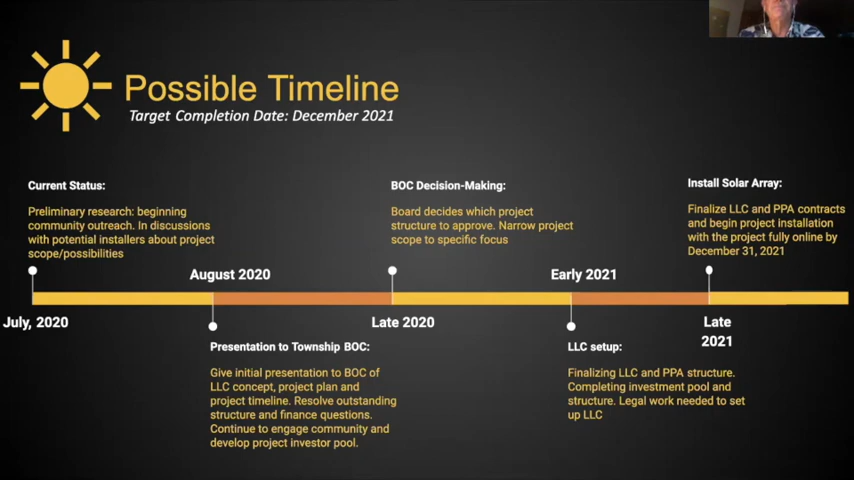 Possible Timeline
Target Completion Date: December 2021
Current Status:
Preliminary research: beginning
community outreach. In discussions
with potential installers about project
scope/possibilities
BOC Decision-Making:
Board decides which project
structure to approve. Narrow project
scope to specific focus
Install Solar Array:
Finalize LLC and PPA contracts
and begin project installation
with the project fully online by
December 31, 2021
August 2020
Early 2021
July, 2020
Late 2020
Late
2021
Presentation to Township BOC:
Give initial presentation to BOC of
LLC concept, project plan and
project timeline. Resolve outstanding
structure and finance questions.
Continue to engage community and
develop project investor pool.
LLC setup:
Finalizing LLC and PPA structure.
Completing investment pool and
structure. Legal work needed to set
up LLC